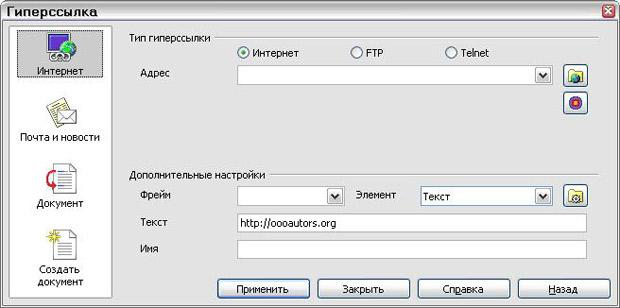 Гиперссылка
Интернет
Почта и новости
Документ
Создать
документ
Тип гиперссылки
Интернет FTP Telnet
Адрес
Дополнительные настройки
Фрейм Элемент Текст
Текст http://oooautors.org
Имя
Применить Закрыть Справка Назад